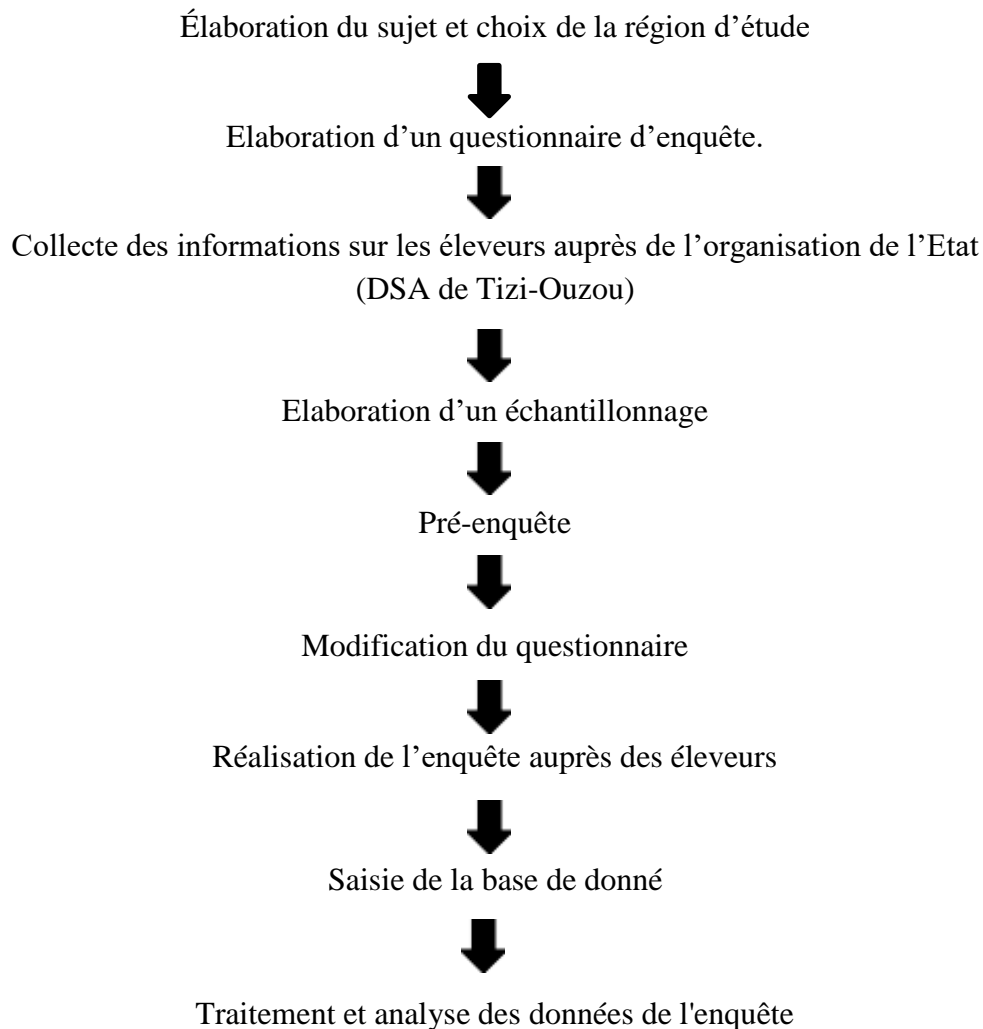 Élaboration du sujet et choix de la région d’étude
Elaboration d’un questionnaire d’enquête.
Collecte des informations sur les éleveurs auprès de l’organisation de l’Etat
(DSA de Tizi-Ouzou)
Elaboration d’un échantillonnage
Pré-enquête
Modification du questionnaire
Réalisation de l’enquête auprès des éleveurs
Saisie de la base de donné
Traitement et analyse des données de l'enquête